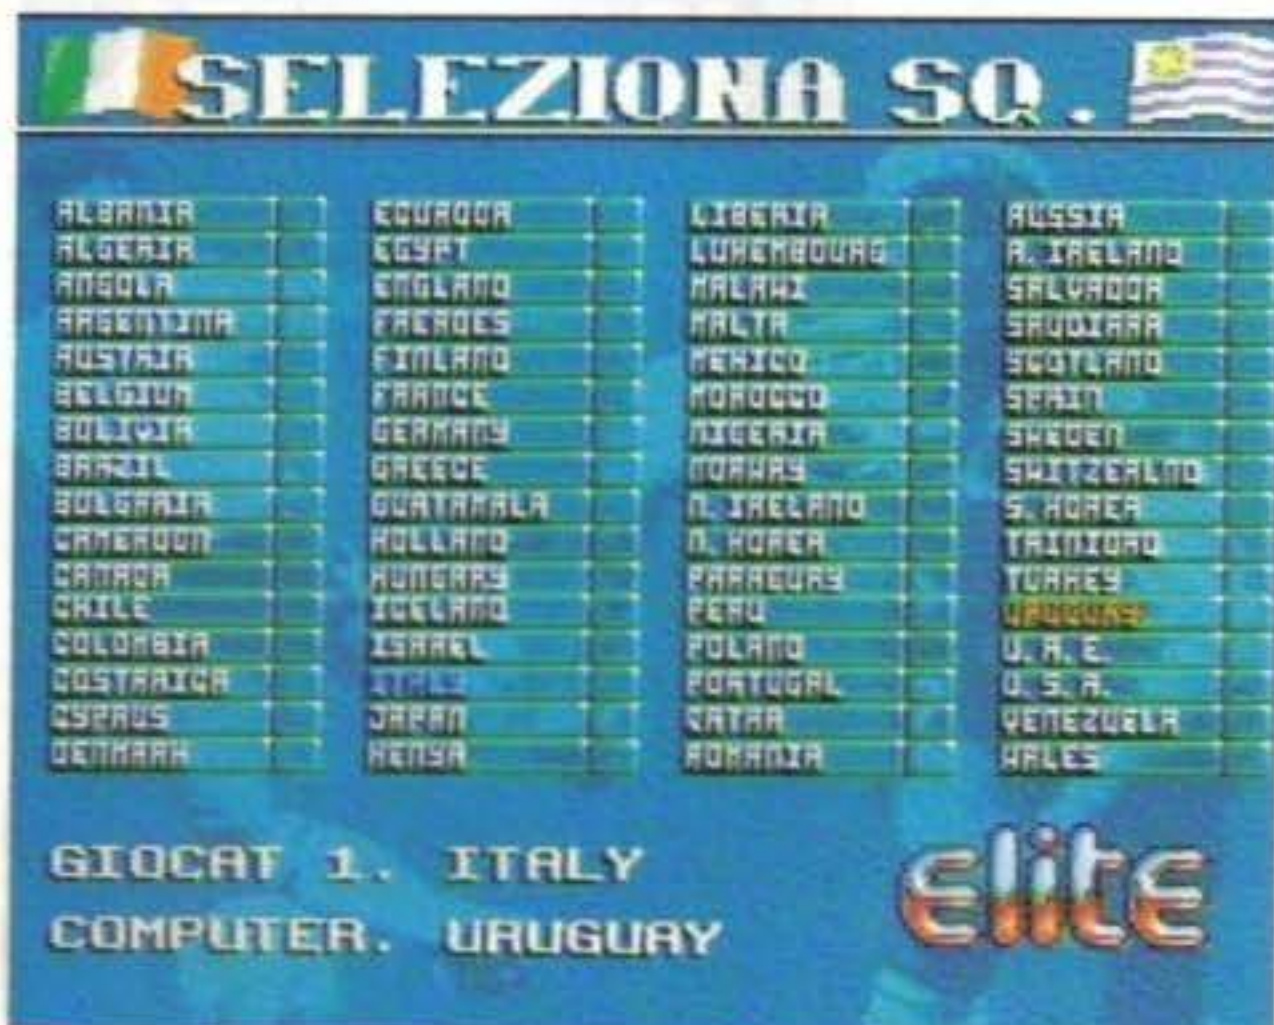 SELEZIONA SQ.
ALBANIA
ALGERIA
ANGOLA
ARGENTINA
AUSTRIA
BELGIUM
BOLIVIA
BRAZIL
BULGARIA
CAMEROON
CANADA
CHILE
COLOMBIA
COSTARICA
CYPRUS
DENMARK
EQUADOR
EGYPT
ENGLAND
FAEROES
FINLAND
FRANCE
GERMANY
GREECE
GUATAMALA
HOLLAND
HUNGARY
ICELAND
ISRAEL
ITALY
JAPAN
KENYA
LIBERIA
LUXEMBOURG
MALAWI
MALTA
MEXICO
MOROCCO
NIGERIA
NORWAY
N. IRELAND
N. KOREA
PARAGUAY
PERU
POLAND
PORTUGAL
QATAR
ROMANIA
RUSSIA
R. IRELAND
SALVADOR
SAUDIARA
SCOTLAND
SPAIN
SWEDEN
SWITZERLND
S. KOREA
TRINIDAD
TURKEY
URUGUAY
U.A.E.
U.S.A.
VENEZUELA
WALES
GIOCAT 1. ITALY
COMPUTER. URUGUAY
elite